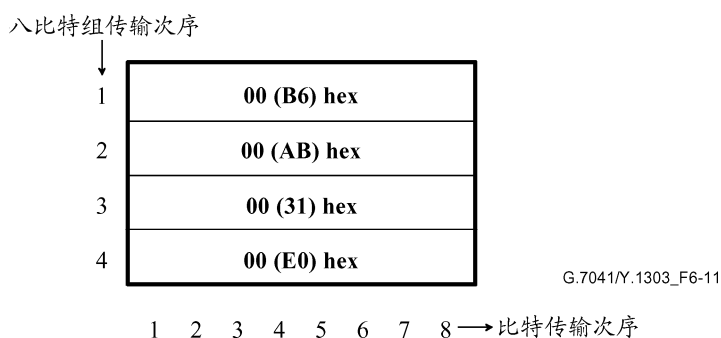 八比特组传输次序
1 00 (B6) hex
2 00 (AB) hex
3 00 (31) hex
4 00 (E0) hex
G.7041/Y.1303_F6-11
1 2 3 4 5 6 7 8 比特传输次序